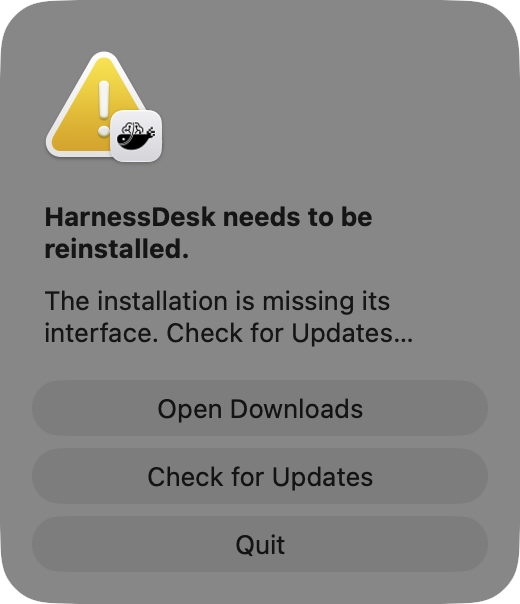 HarnessDesk needs to be
reinstalled.
The installation is missing its
interface. Check for Updates...
Open Downloads
Check for Updates
Quit